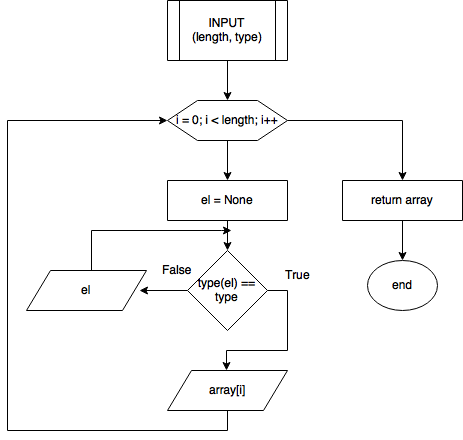 INPUT
(length, type)
i = 0; i < length; i++
el = None
return array
False
True
type(el) ==
type
el
end
array[i]